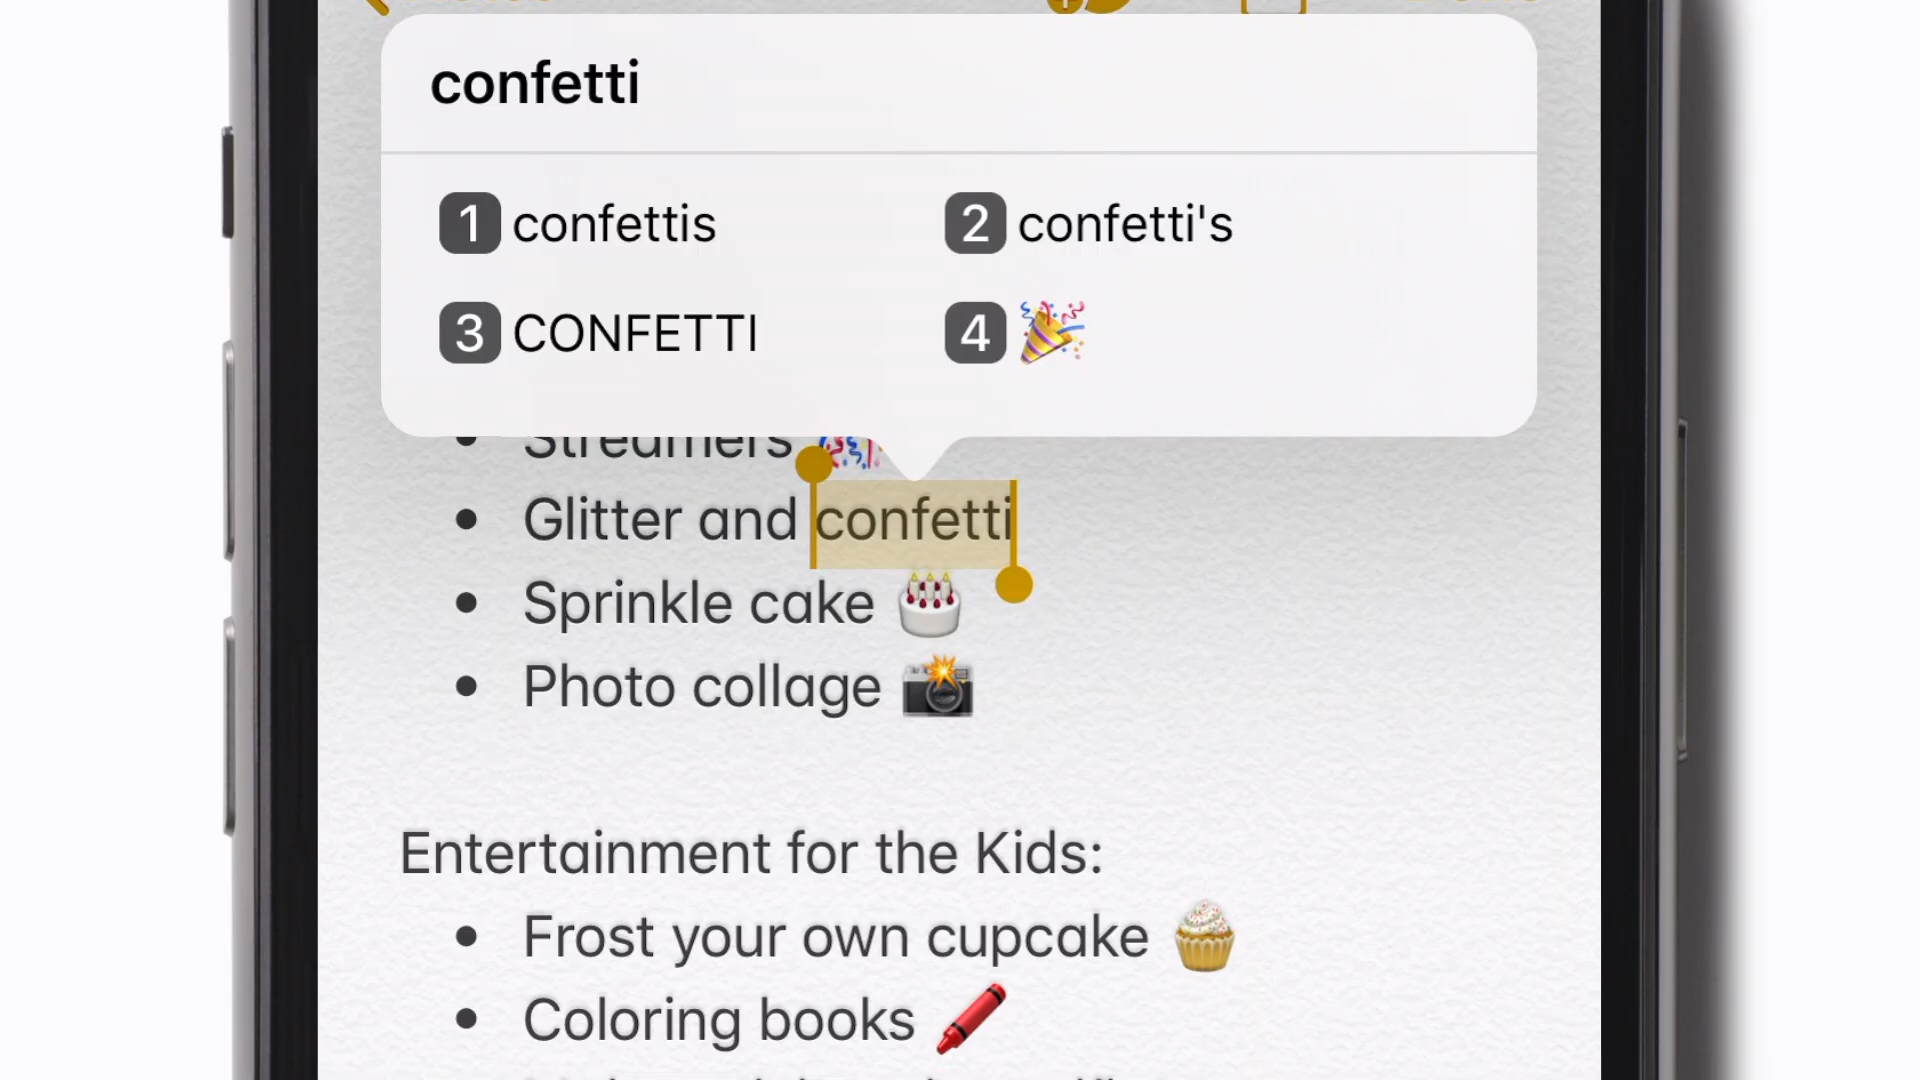 confetti
1 confettis 2 confetti's
3 CONFETTI 4 🎉
• Streamers 🎊
• Glitter and confetti
• Sprinkle cake 🎂
• Photo collage 📸
Entertainment for the Kids:
• Frost your own cupcake 🧁
• Coloring books 🖍️